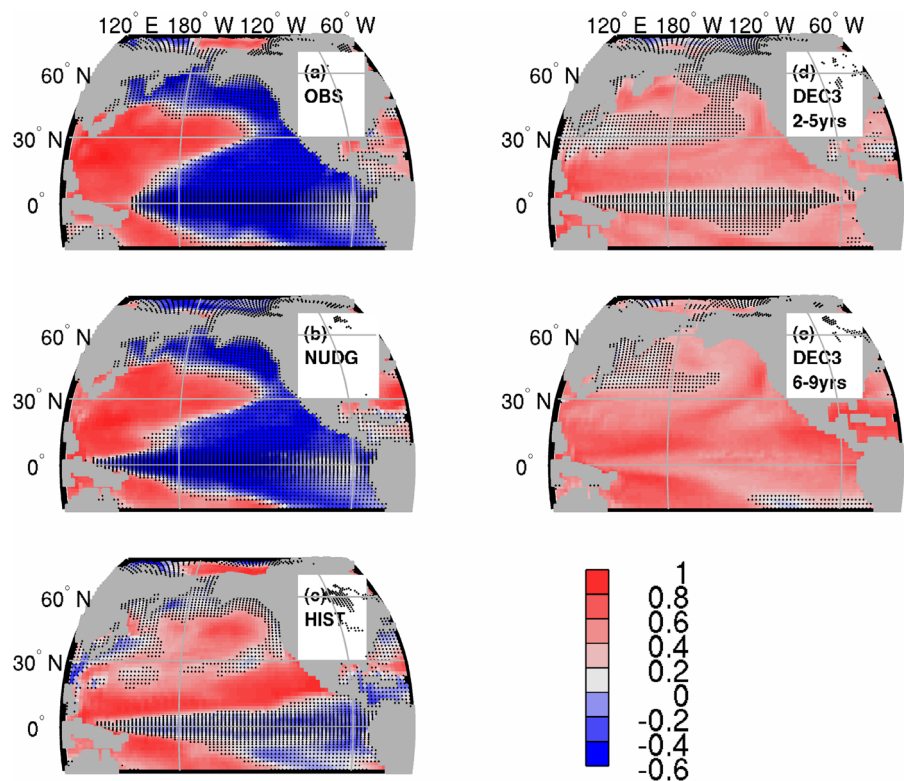 120° E 180° W 120° W 60° W
60° N
30° N
0°
(a)
OBS
120° E 180° W 120° W 60° W
60° N
30° N
0°
(d)
DEC3
2-5yrs
60° N
30° N
0°
(b)
NUDG
60° N
30° N
0°
(e)
DEC3
6-9yrs
60° N
30° N
0°
(c)
HIST
1
0.8
0.6
0.4
0.2
0
-0.2
-0.4
-0.6